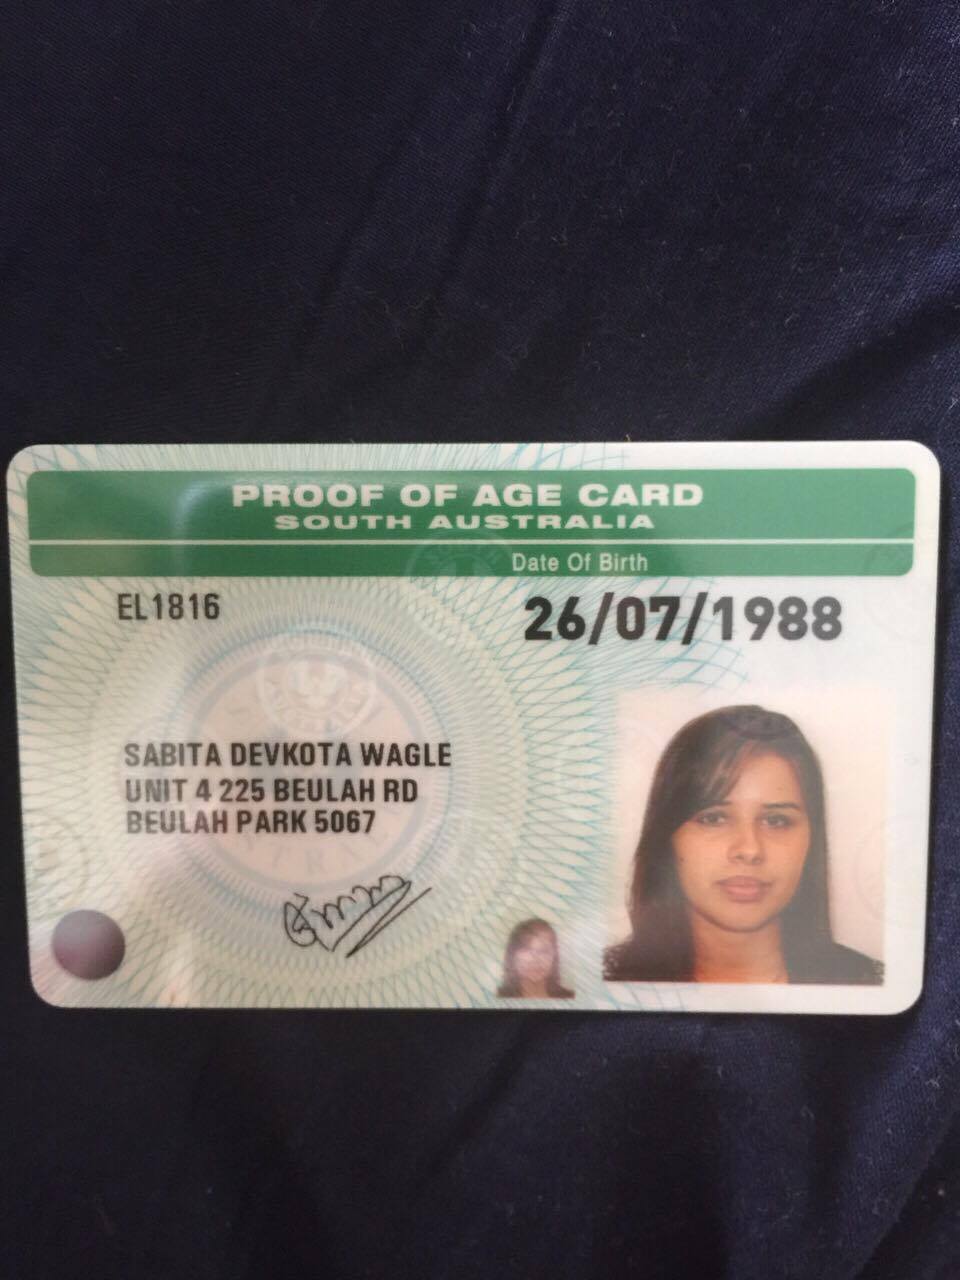 PROOF OF AGE CARD
SOUTH AUSTRALIA
Date Of Birth
EL1816
26/07/1988
SABITA DEVKOTA WAGLE
UNIT 4 225 BEULAH RD
BEULAH PARK 5067